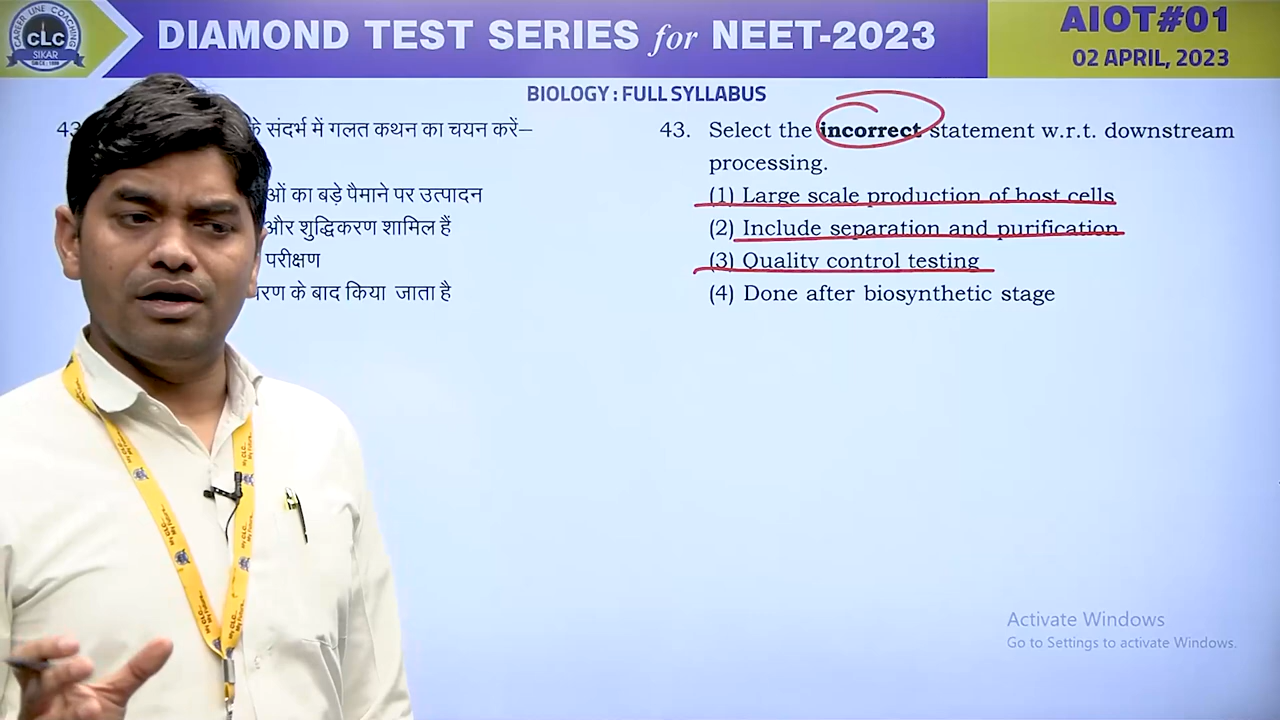 CAREER LINE COACHING
CLC
SIKAR
DIAMOND TEST SERIES for NEET-2023
AIOT#01
02 APRIL, 2023
BIOLOGY : FULL SYLLABUS
43
के संदर्भ में गलत कथन का चयन करें–
ओं का बड़े पैमाने पर उत्पादन
और शुद्धिकरण शामिल हैं
परीक्षण
रण के बाद किया जाता है
43. Select the incorrect statement w.r.t. downstream
processing.
(1) Large scale production of host cells
(2) Include separation and purification
(3) Quality control testing
(4) Done after biosynthetic stage
Activate Windows
Go to Settings to activate Windows.